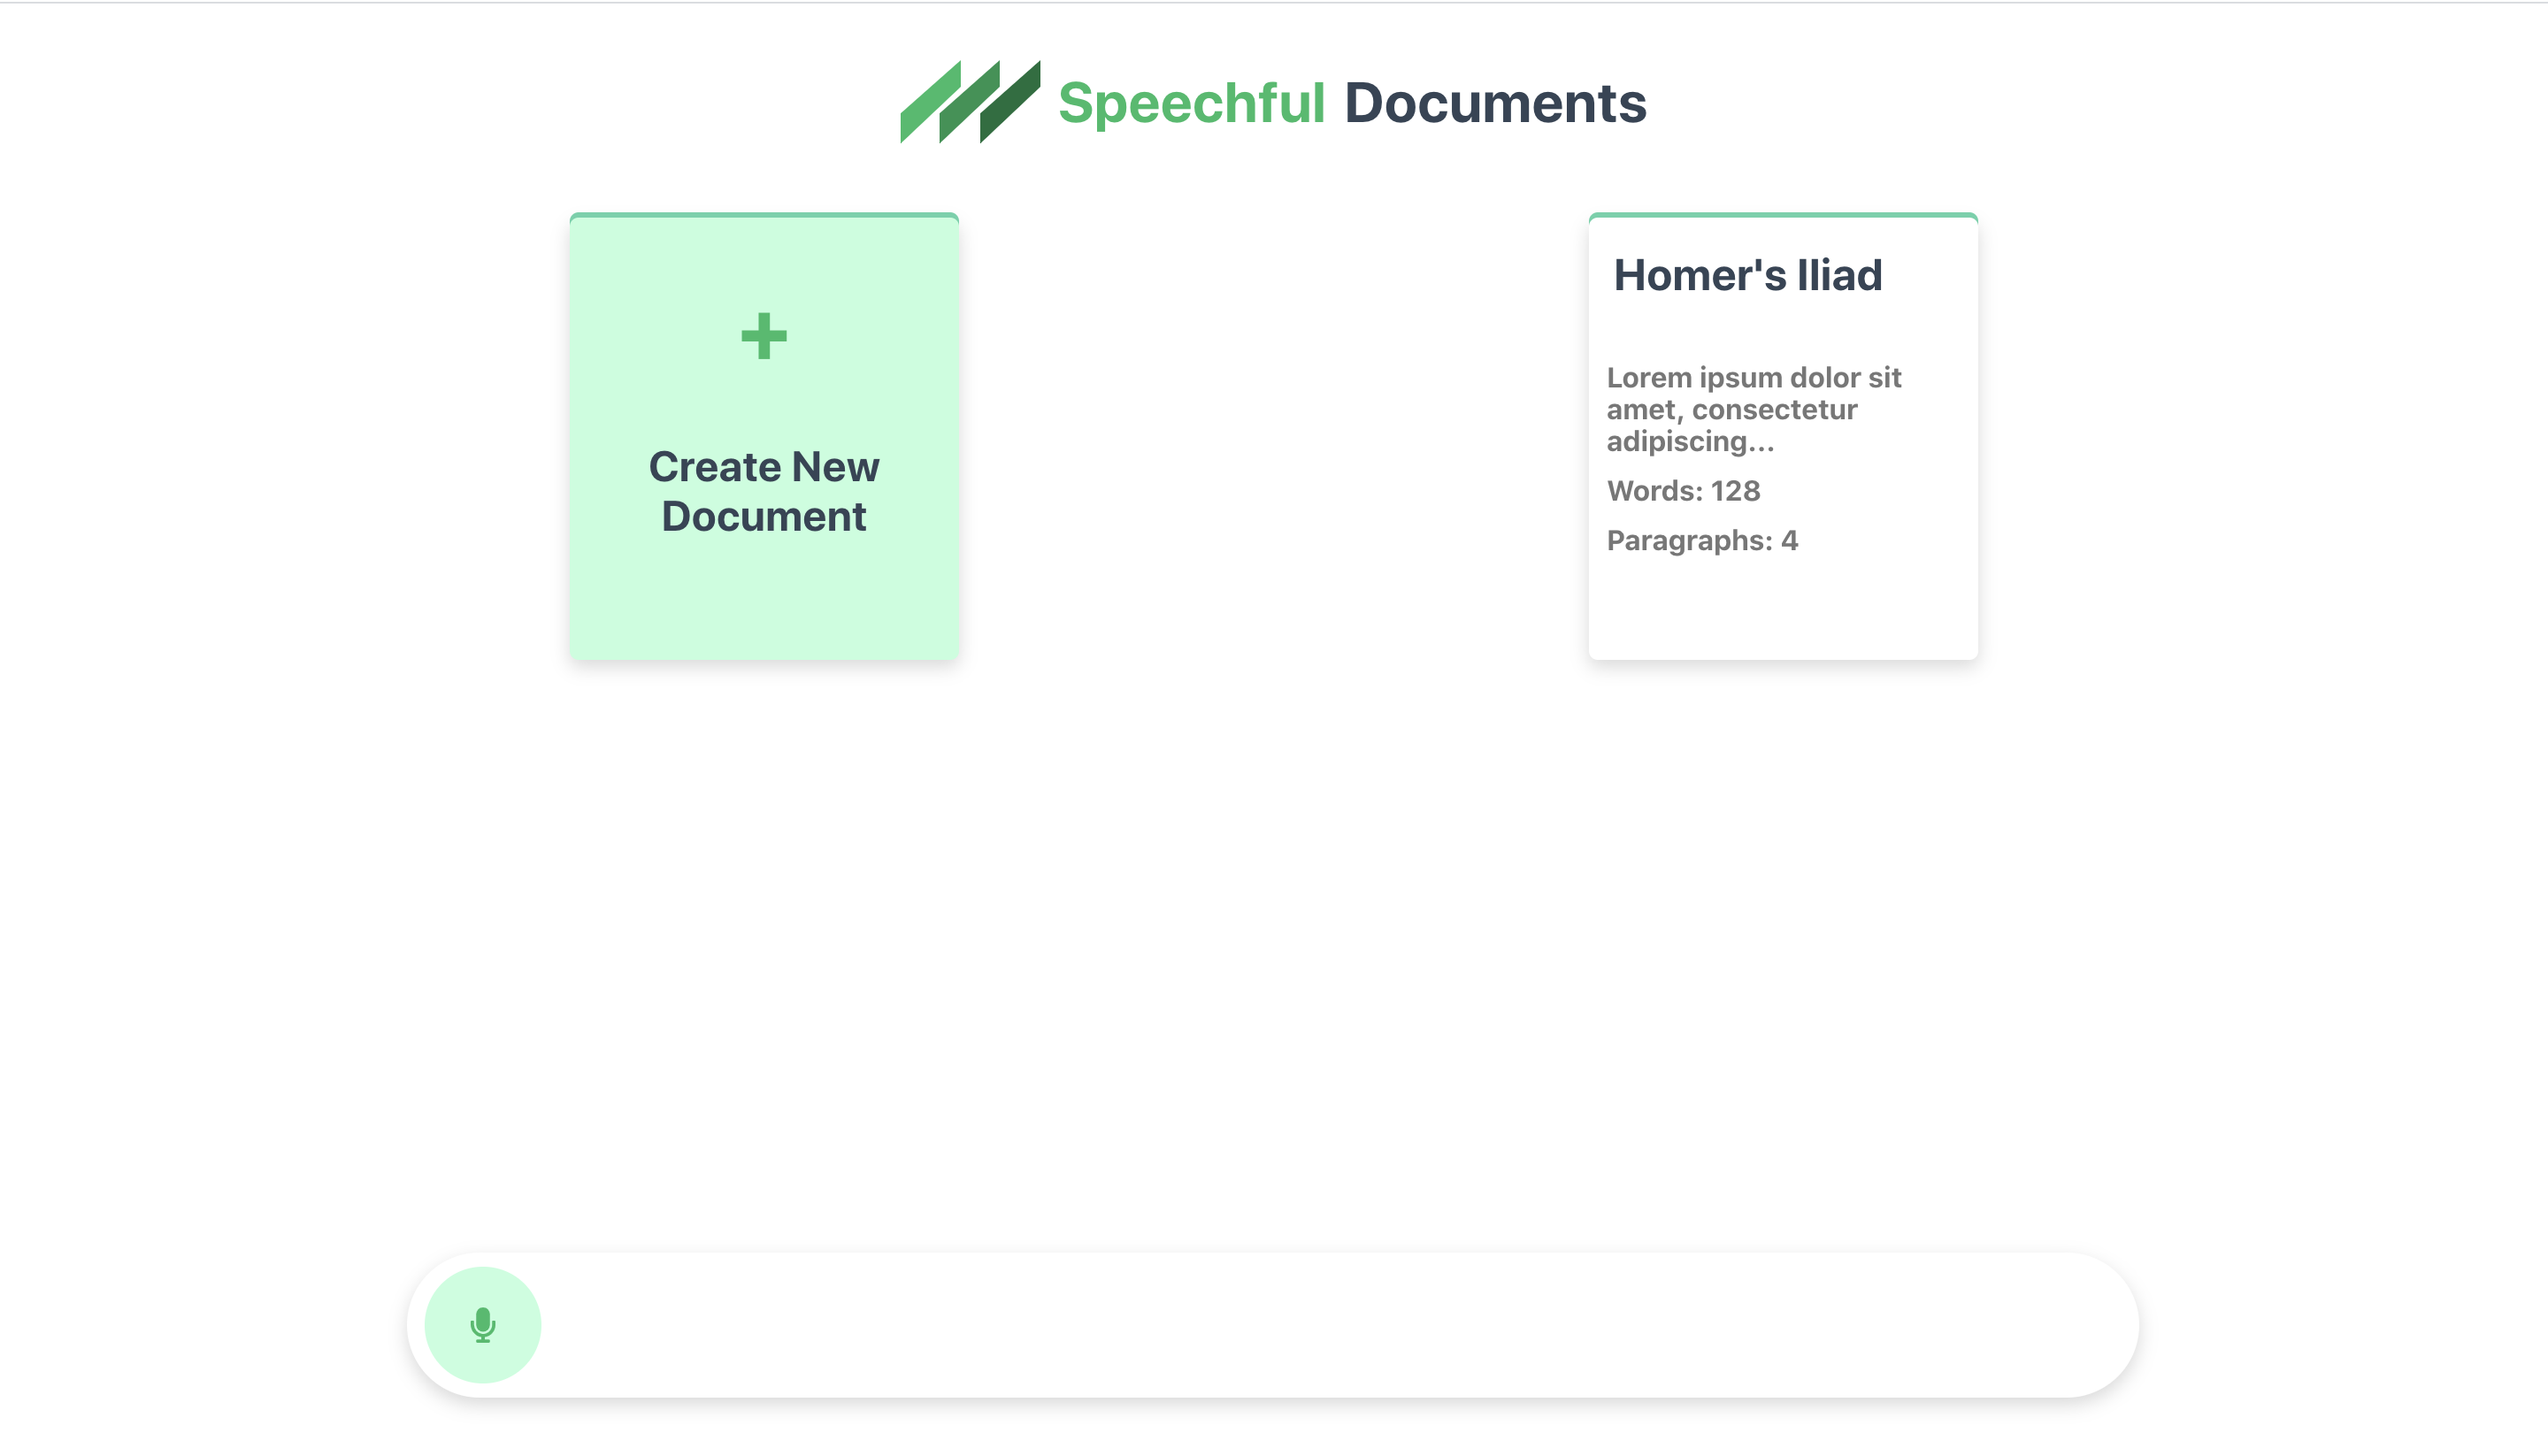 Speechful Documents
+
Create New
Document
Homer's Iliad
Lorem ipsum dolor sit
amet, consectetur
adipiscing...
Words: 128
Paragraphs: 4